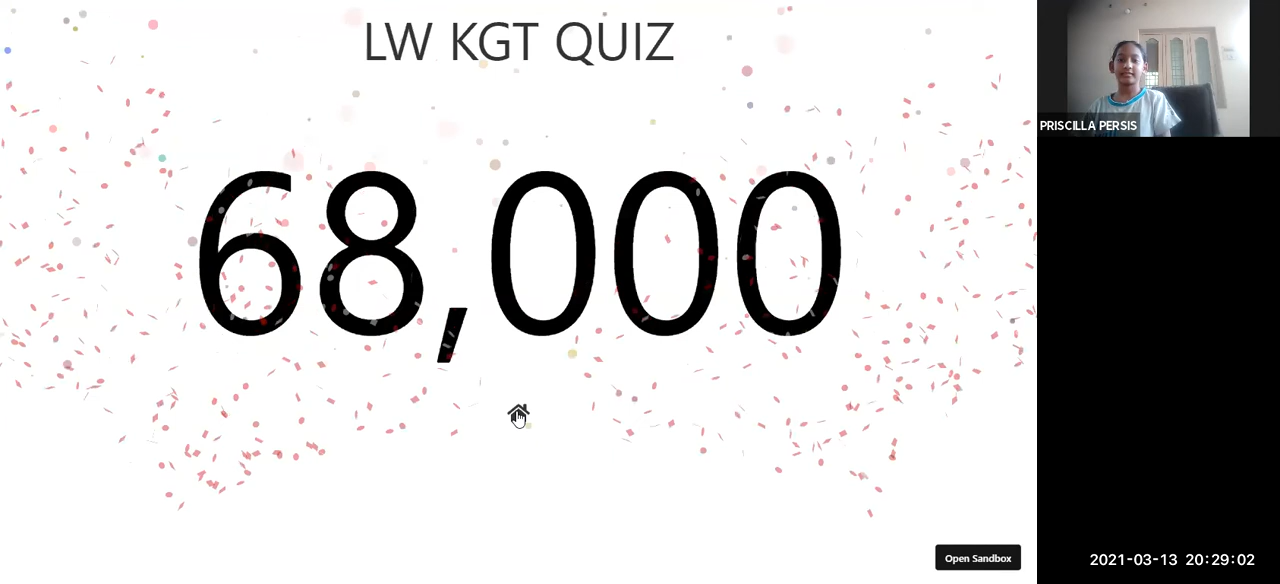 LW KGT QUIZ
68,000
PRISCILLA PERSIS
Open Sandbox
2021-03-13 20:29:02